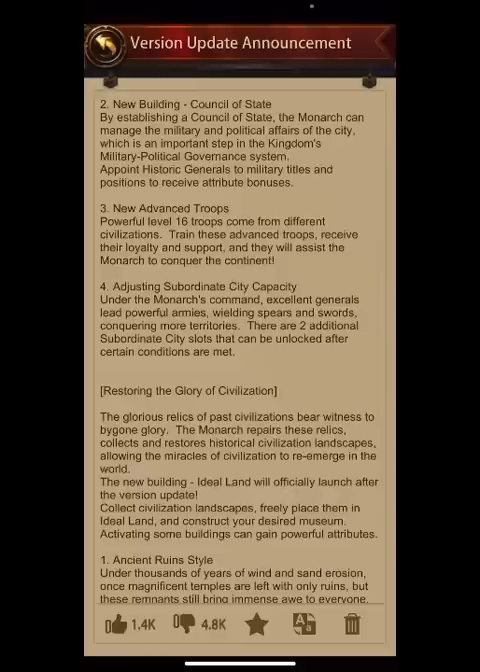 Version Update Announcement
2. New Building - Council of State
By establishing a Council of State, the Monarch can
manage the military and political affairs of the city,
which is an important step in the Kingdom's
Military-Political Governance system.
Appoint Historic Generals to military titles and
positions to receive attribute bonuses.
3. New Advanced Troops
Powerful level 16 troops come from different
civilizations. Train these advanced troops, receive
their loyalty and support, and they will assist the
Monarch to conquer the continent!
4. Adjusting Subordinate City Capacity
Under the Monarch's command, excellent generals
lead powerful armies, wielding spears and swords,
conquering more territories. There are 2 additional
Subordinate City slots that can be unlocked after
certain conditions are met.
[Restoring the Glory of Civilization]
The glorious relics of past civilizations bear witness to
bygone glory. The Monarch repairs these relics,
collects and restores historical civilization landscapes,
allowing the miracles of civilization to re-emerge in the
world.
The new building - Ideal Land will officially launch after
the version update!
Collect civilization landscapes, freely place them in
Ideal Land, and construct your desired museum.
Activating some buildings can gain powerful attributes.
1. Ancient Ruins Style
Under thousands of years of wind and sand erosion,
once magnificent temples are left with only ruins, but
these remnants still bring immense awe to everyone.
1.4K 4.8K A a